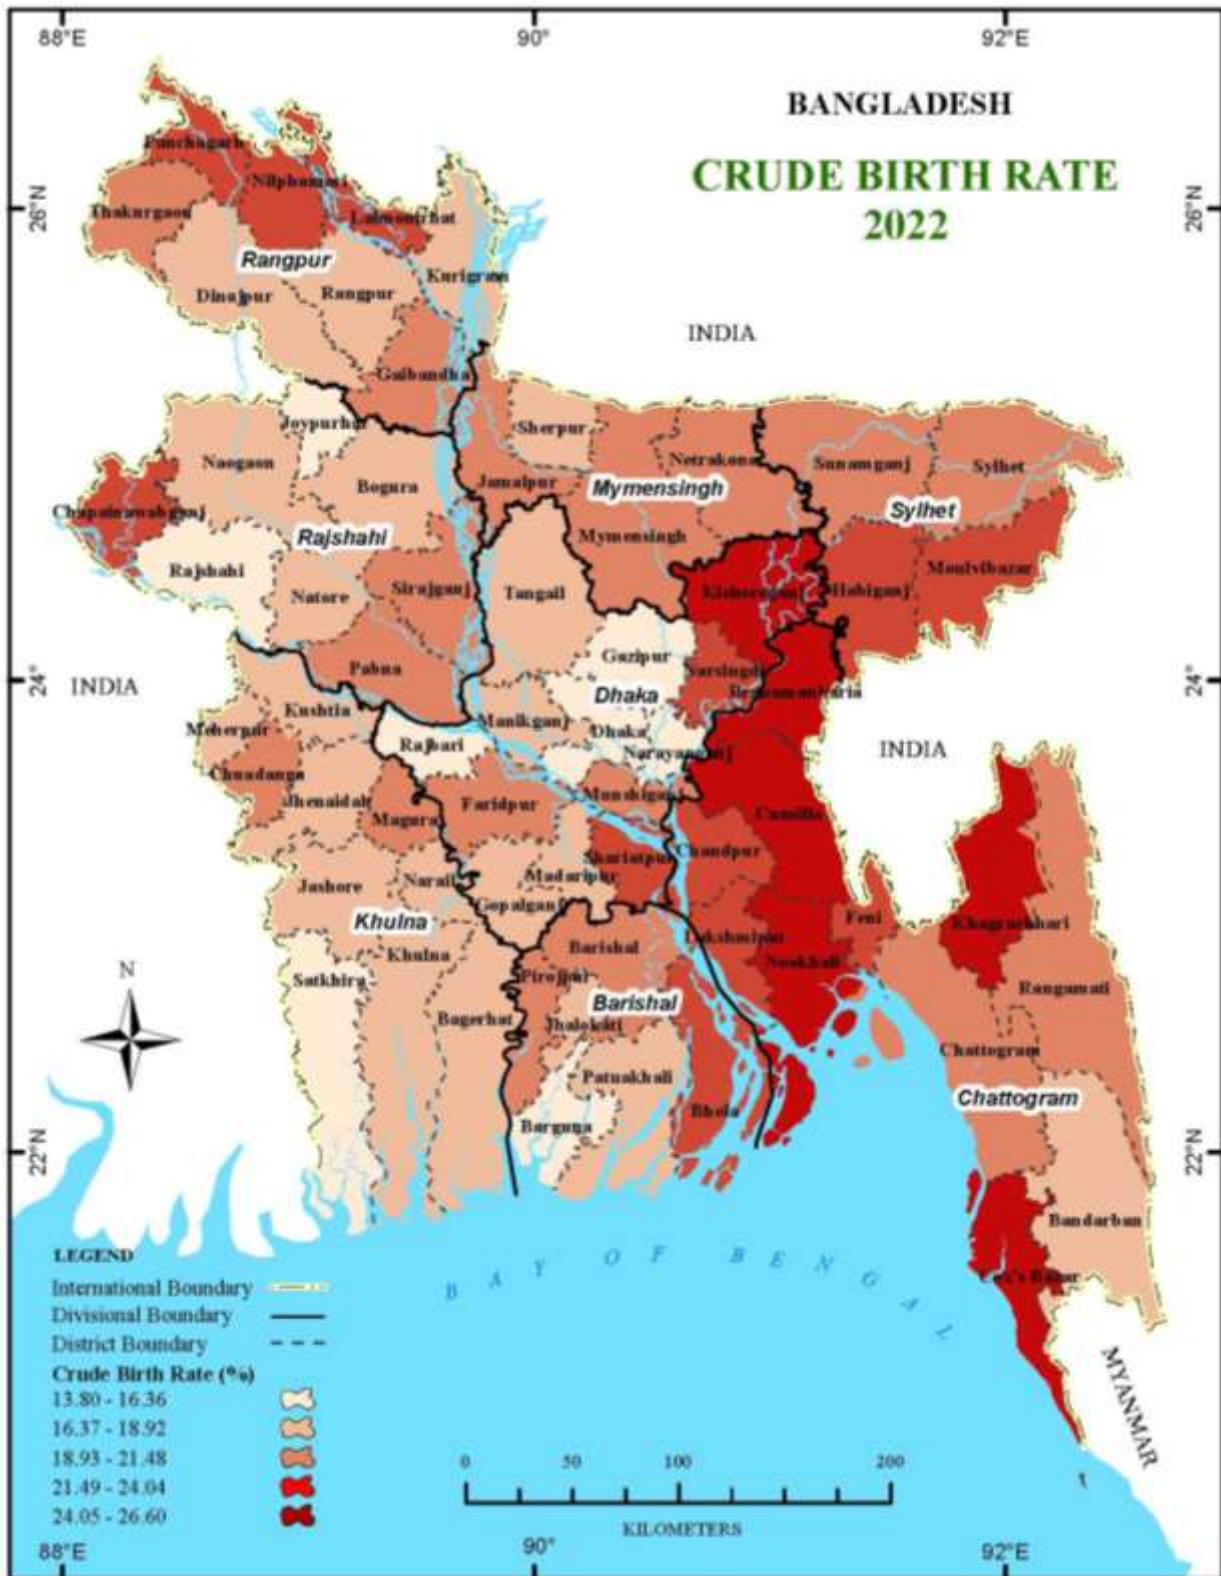 88°E
90°
92°E
BANGLADESH
CRUDE BIRTH RATE
2022
26°N
26°N
Panchagarh
Nilphamari
Thakurgaon
Lalmonirhat
Rangpur
Kurigram
Dinajpur
Rangpur
INDIA
Gaibandha
Joypurhat
Sherpur
Naogaon
Netrakona
Sunamganj
Sylhet
Bogura
Jamalpur
Mymensingh
Chapainawabganj
Sylhet
Rajshahi
Mymensingh
Rajshahi
Moulvibazar
Sirajganj
Tangail
Kishoreganj
Habiganj
Natore
Gazipur
Pabna
Narsingdi
24°
INDIA
Dhaka
Brahmanbaria
24°
Kushtia
Manikganj
Meherpur
Dhaka
Rajbari
Narayanganj
INDIA
Chuadanga
Jhenaidah
Faridpur
Munshiganj
Magura
Cumilla
Shariatpur
Chandpur
Jashore
Narail
Madaripur
Gopalganj
Khulna
Feni
Khagrachhari
Lakshmipur
Barishal
Khulna
Noakhali
Satkhira
Pirojpur
Rangamati
Barishal
Bagerhat
Jhalokati
Chattogram
Patuakhali
Chattogram
Bhola
Barguna
22°N
22°N
Bandarban
Cox's Bazar
BAY OF BENGAL
MYANMAR
N
LEGEND
International Boundary
Divisional Boundary
District Boundary
Crude Birth Rate (%)
13.80 - 16.36
16.37 - 18.92
18.93 - 21.48
21.49 - 24.04
24.05 - 26.60
0 50 100 200
KILOMETERS
88°E
90°
92°E